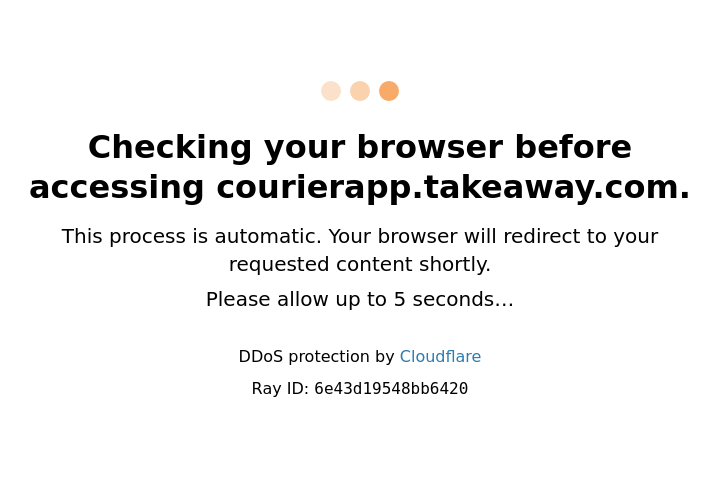 Checking your browser before
accessing courierapp.takeaway.com.
This process is automatic. Your browser will redirect to your
requested content shortly.
Please allow up to 5 seconds…
DDoS protection by Cloudflare
Ray ID: 6e43d19548bb6420